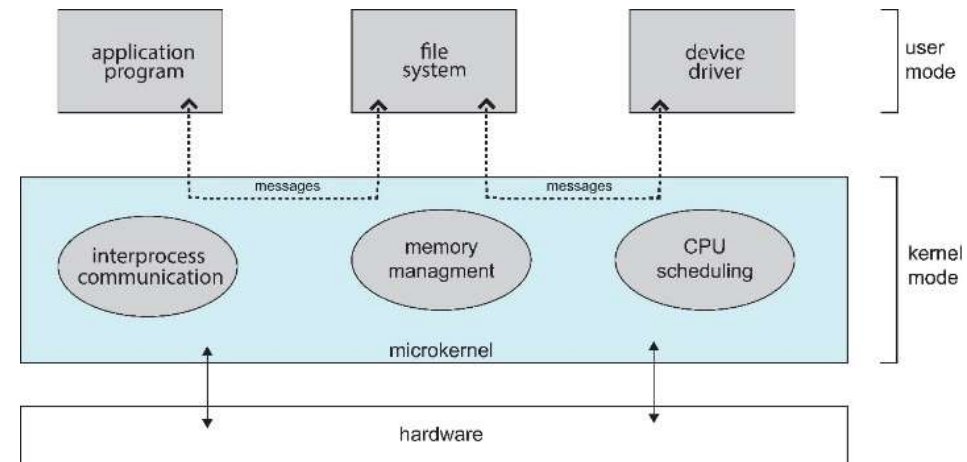 application
program
file
system
device
driver
user
mode
messages
messages
interprocess
communication
memory
managment
CPU
scheduling
kernel
mode
microkernel
hardware